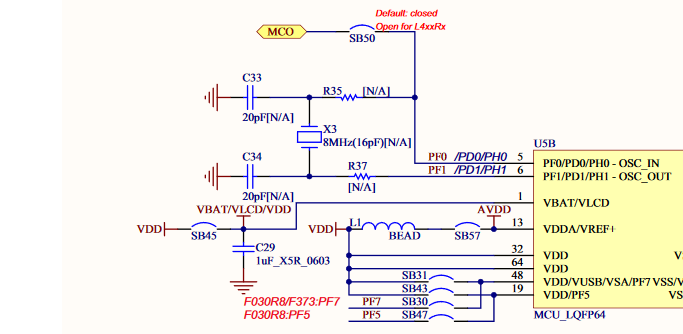 Default: closed
Open for L4xxRx
MCO
SB50
C33
20pF[N/A]
R35
[N/A]
X3
8MHz(16pF)[N/A]
C34
20pF[N/A]
R37
[N/A]
PF0 /PD0/PH0 5
PF1 /PD1/PH1 6
U5B
PF0/PD0/PH0 - OSC_IN
PF1/PD1/PH1 - OSC_OUT
VBAT/VLCD/VDD
1 VBAT/VLCD
VDD
SB45
C29
1uF_X5R_0603
VDD
L1
BEAD
SB57
AVDD
13 VDDA/VREF+
32 VDD
64 VDD
SB31
48 VDD/VUSB/VSA/PF7 VSS/V
SB43
19 VDD/PF5 VS
PF7 SB30
PF5 SB47
F030R8/F373:PF7
F030R8:PF5
MCU_LQFP64